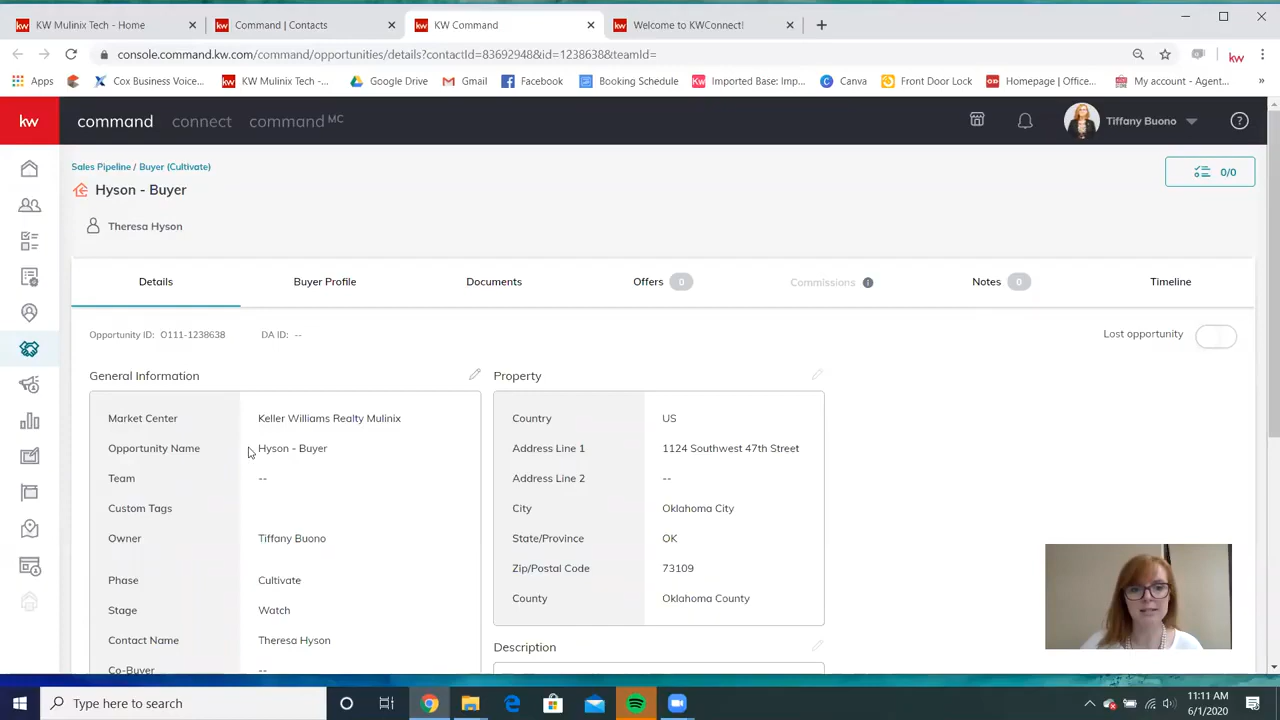 KW Mulinix Tech - Home
Command | Contacts
KW Command
Welcome to KWConnect!
console.command.kw.com/command/opportunities/details?contactId=83692948&id=1238638&teamId=
kw
Apps
Cox Business Voice...
KW Mulinix Tech -...
Google Drive
Gmail
Facebook
Booking Schedule
Imported Base: Imp...
Canva
Front Door Lock
Homepage | Office...
My account - Agent...
kw
command
connect
command MC
Tiffany Buono
Sales Pipeline / Buyer (Cultivate)
0/0
Hyson - Buyer
Theresa Hyson
Details
Buyer Profile
Documents
Offers 0
Commissions
Notes 0
Timeline
Opportunity ID: O111-1238638
DA ID: --
Lost opportunity
General Information
Property
Market Center Keller Williams Realty Mulinix
Country US
Opportunity Name Hyson - Buyer
Address Line 1 1124 Southwest 47th Street
Team --
Address Line 2 --
Custom Tags
City Oklahoma City
Owner Tiffany Buono
State/Province OK
Zip/Postal Code 73109
Phase Cultivate
County Oklahoma County
Stage Watch
Contact Name Theresa Hyson
Description
Co-Buyer --
Type here to search
11:11 AM
6/1/2020